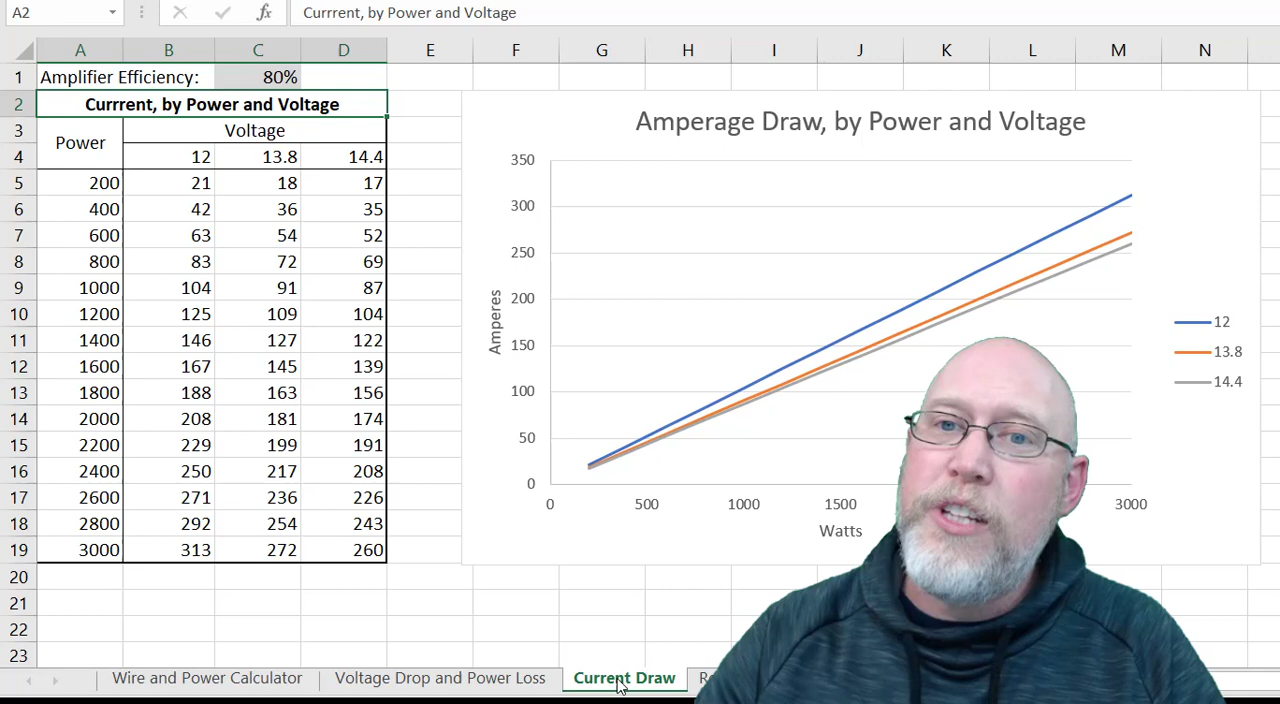 A2 fx Currrent, by Power and Voltage
A B C D E F G H I J K L M N
1 Amplifier Efficiency: 80%
2 Currrent, by Power and Voltage
3 Power Voltage
4 12 13.8 14.4
5 200 21 18 17
6 400 42 36 35
7 600 63 54 52
8 800 83 72 69
9 1000 104 91 87
10 1200 125 109 104
11 1400 146 127 122
12 1600 167 145 139
13 1800 188 163 156
14 2000 208 181 174
15 2200 229 199 191
16 2400 250 217 208
17 2600 271 236 226
18 2800 292 254 243
19 3000 313 272 260
20
21
22
23
Amperage Draw, by Power and Voltage
350
300
250
200
150
100
50
0
Amperes
0 500 1000 1500 3000
Watts
12
13.8
14.4
Wire and Power Calculator Voltage Drop and Power Loss Current Draw